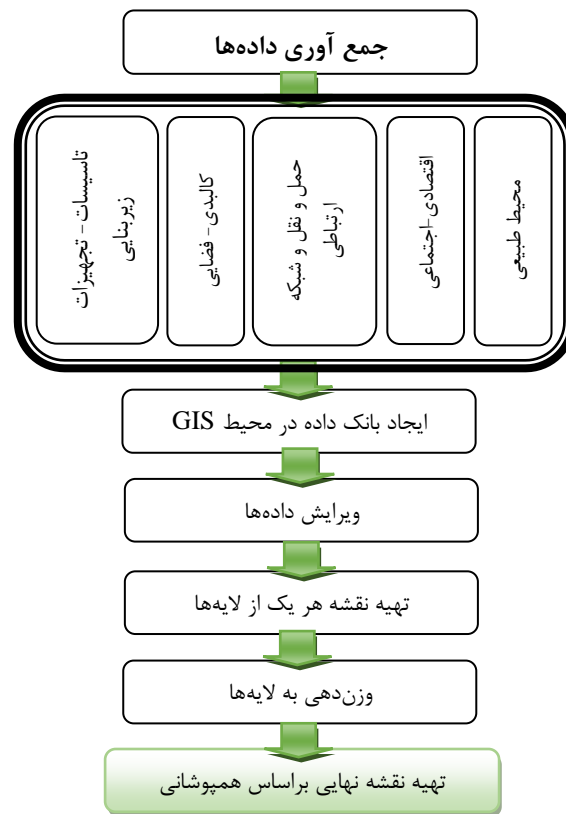 جمع آوری داده‌ها
محیط طبیعی
اقتصادی-اجتماعی
حمل و نقل و شبکه
ارتباطی
کالبدی- فضایی
تاسیسات - تجهیزات
زیربنایی
ایجاد بانک داده در محیط GIS
ویرایش داده‌ها
تهیه نقشه هر یک از لایه‌ها
وزن‌دهی به لایه‌ها
تهیه نقشه نهایی براساس همپوشانی